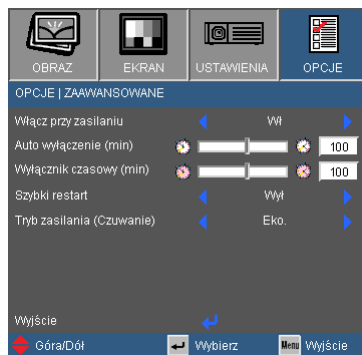 OBRAZ EKRAN USTAWIENIA OPCJE
OPCJE | ZAAWANSOWANE
Włącz przy zasilaniu Wł
Auto wyłączenie (min) 100
Wyłącznik czasowy (min) 100
Szybki restart Wył
Tryb zasilania (Czuwanie) Eko.
Wyjście
Góra/Dół Wybierz Menu Wyjście